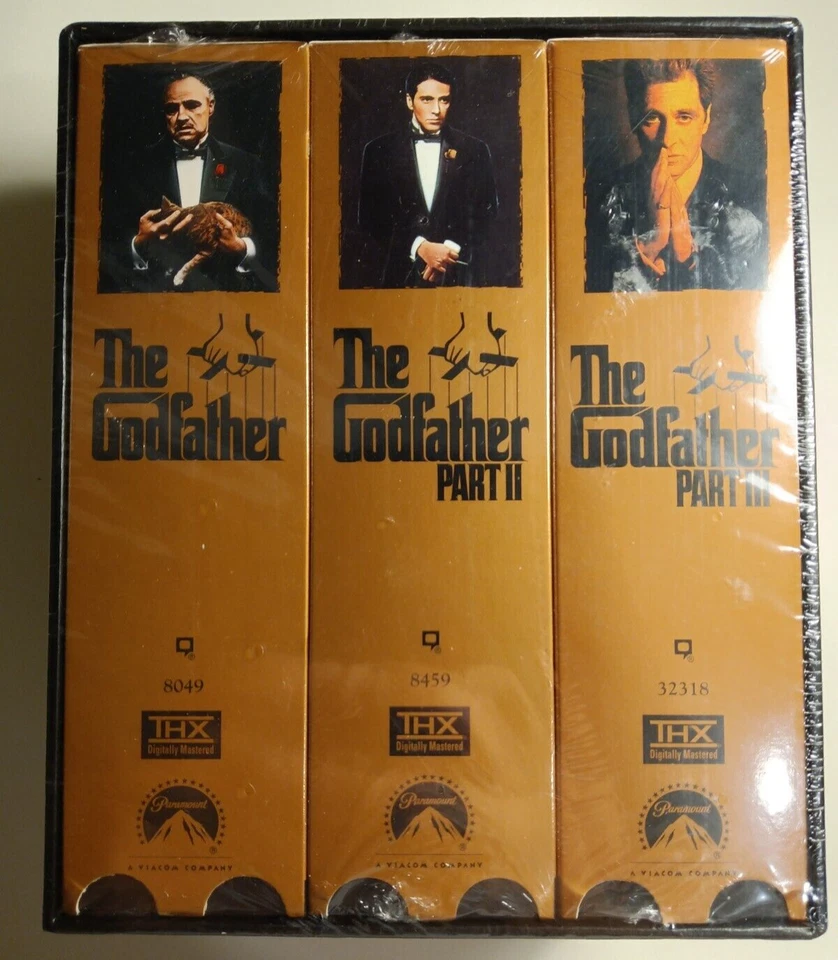 The
Godfather
8049
THX
Digitally Mastered
Paramount
®
A VIACOM COMPANY
The
Godfather
PART II
8459
THX
Digitally Mastered
Paramount
®
A VIACOM COMPANY
The
Godfather
PART III
32318
THX
Digitally Mastered
Paramount
®
A VIACOM COMPANY